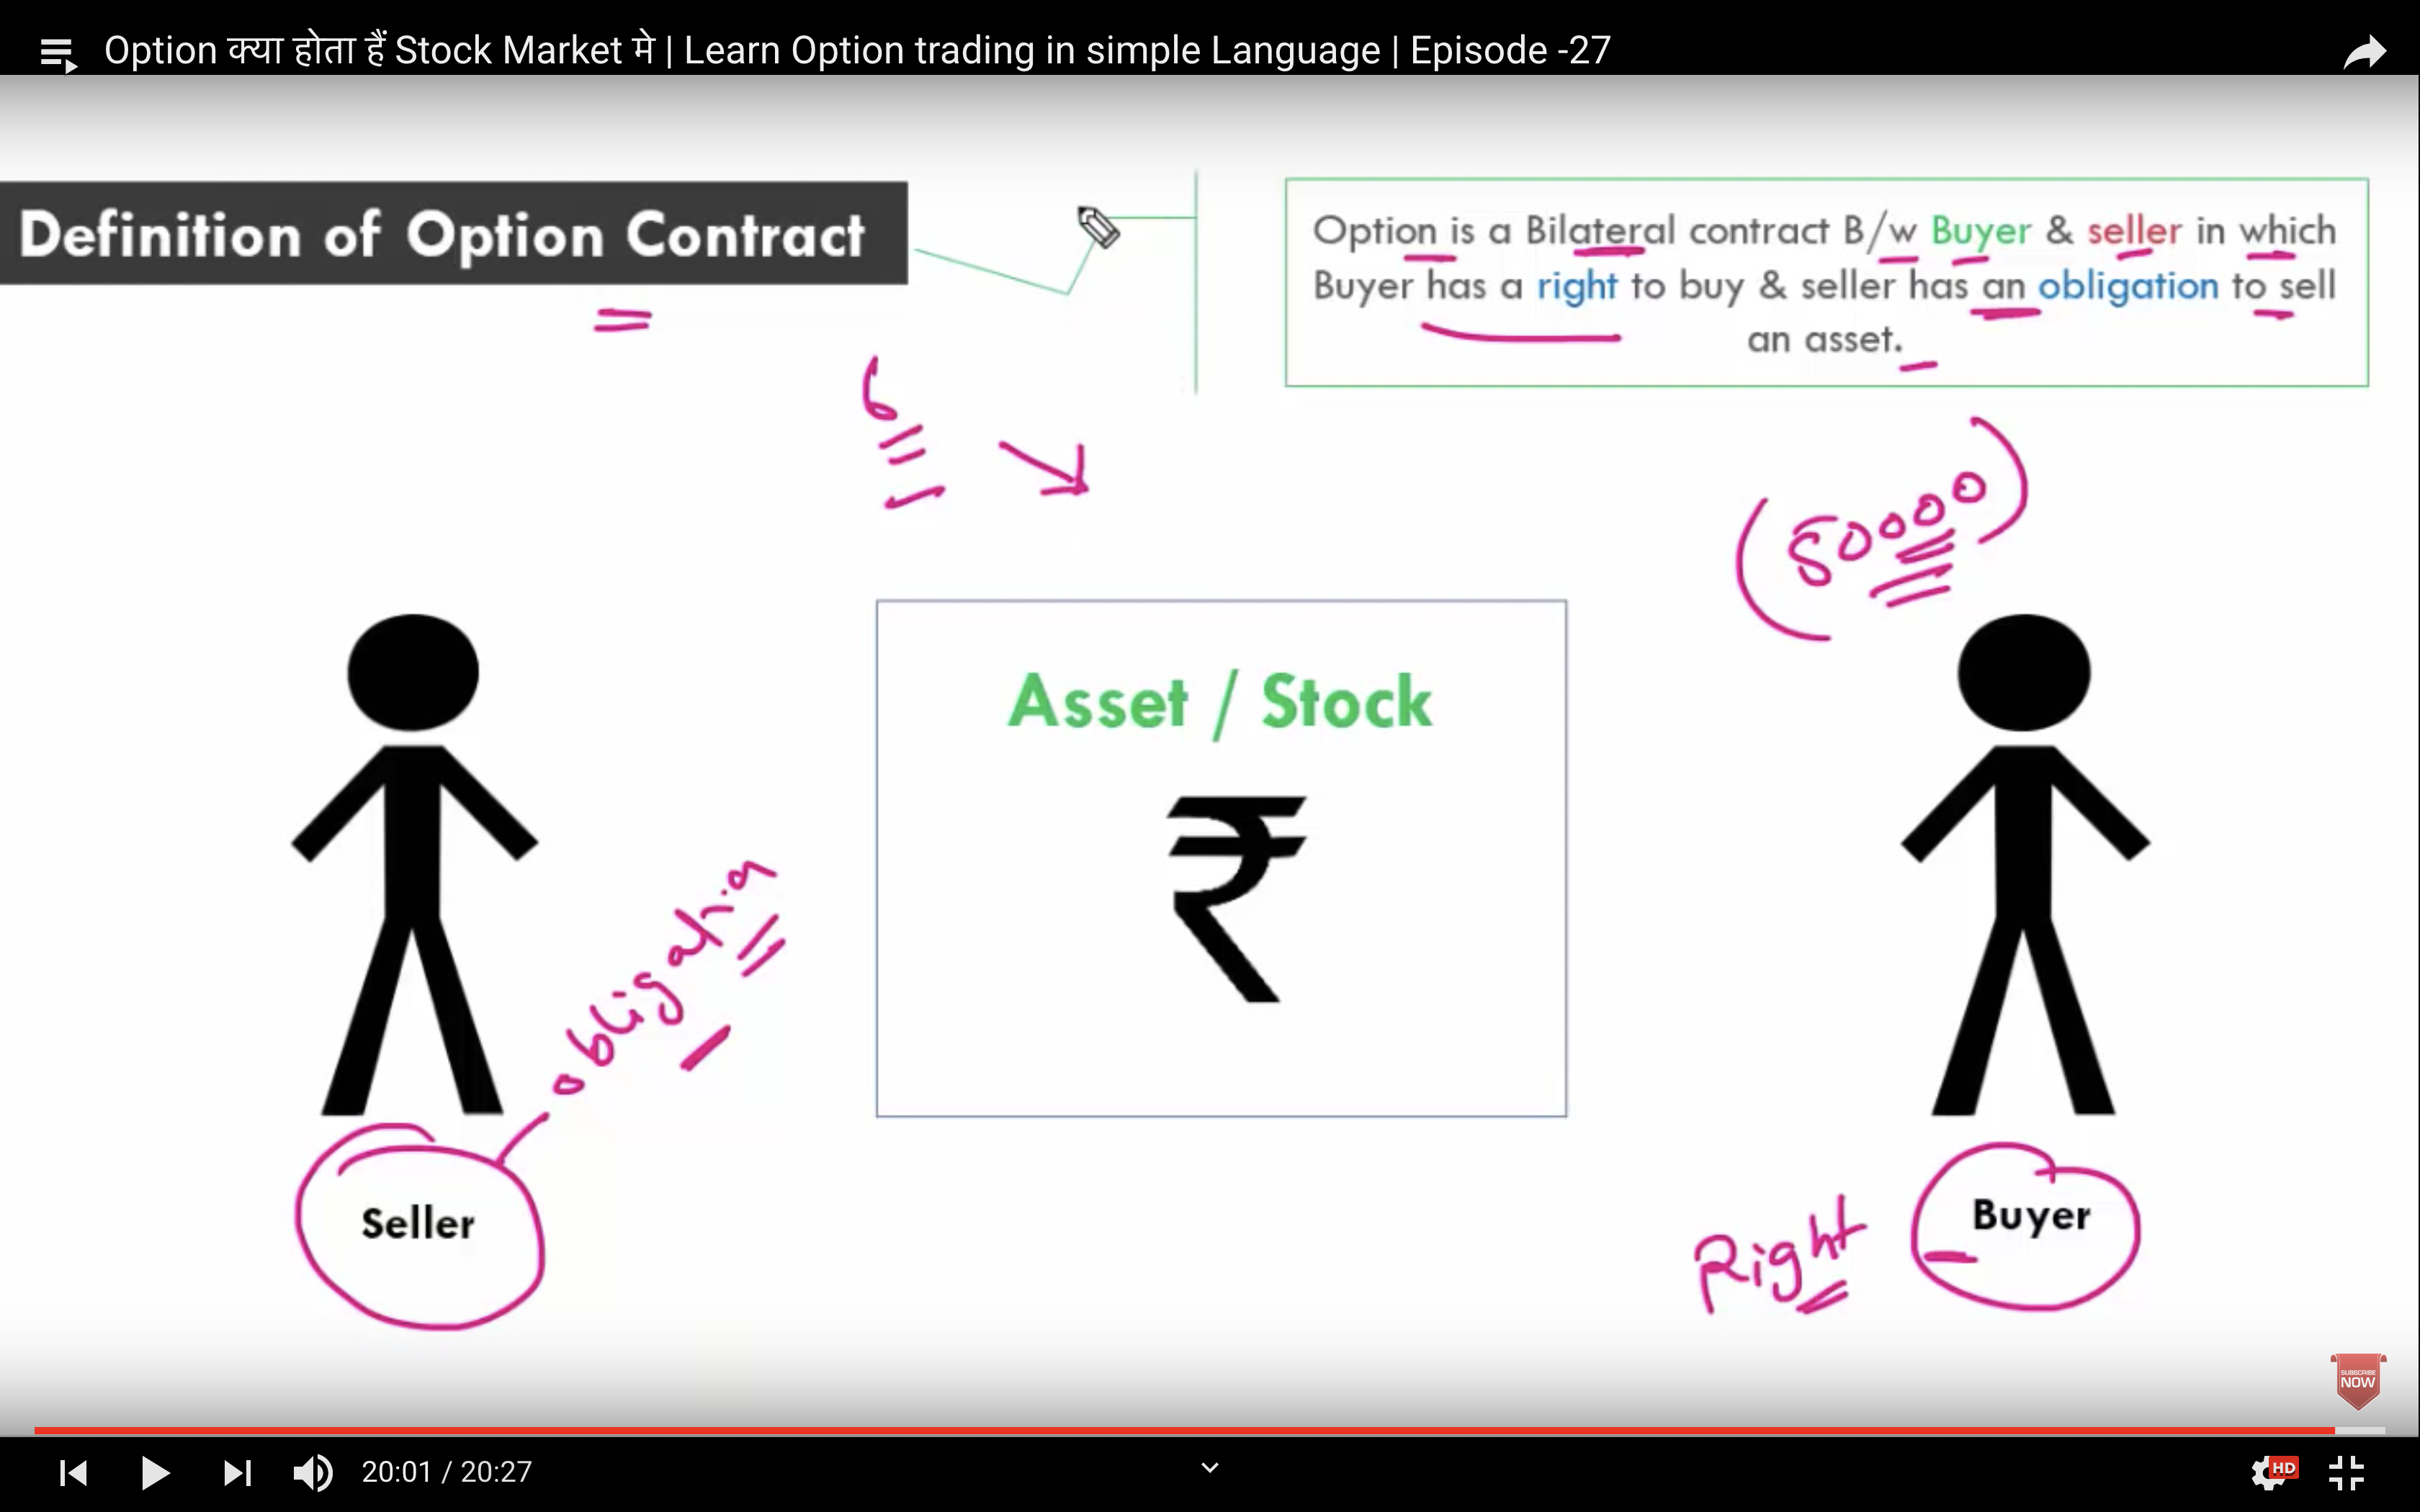 Option क्या होता हैं Stock Market मे | Learn Option trading in simple Language | Episode -27
Definition of Option Contract
Option is a Bilateral contract B/w Buyer & seller in which
Buyer has a right to buy & seller has an obligation to sell
an asset.
Asset / Stock
₹
Seller
Right
Buyer
SUBSCRIBE
NOW
20:01 / 20:27
HD